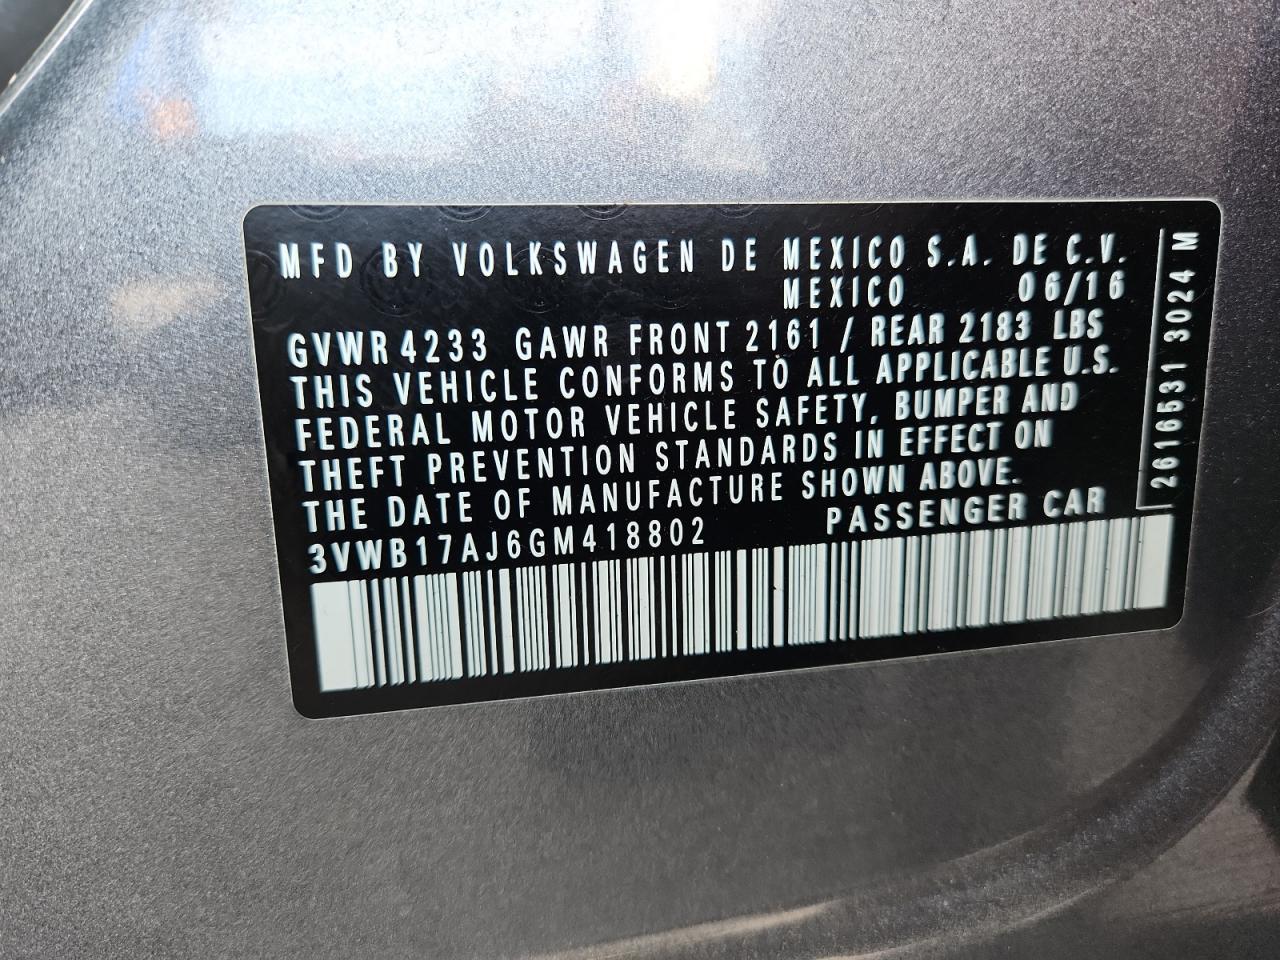 MFD BY VOLKSWAGEN DE MEXICO S.A. DE C.V.
MEXICO 06/16
GVWR 4233 GAWR FRONT 2161 / REAR 2183 LBS
THIS VEHICLE CONFORMS TO ALL APPLICABLE U.S.
FEDERAL MOTOR VEHICLE SAFETY, BUMPER AND
THEFT PREVENTION STANDARDS IN EFFECT ON
THE DATE OF MANUFACTURE SHOWN ABOVE.
3VWB17AJ6GM418802 PASSENGER CAR
2616531 3024 M